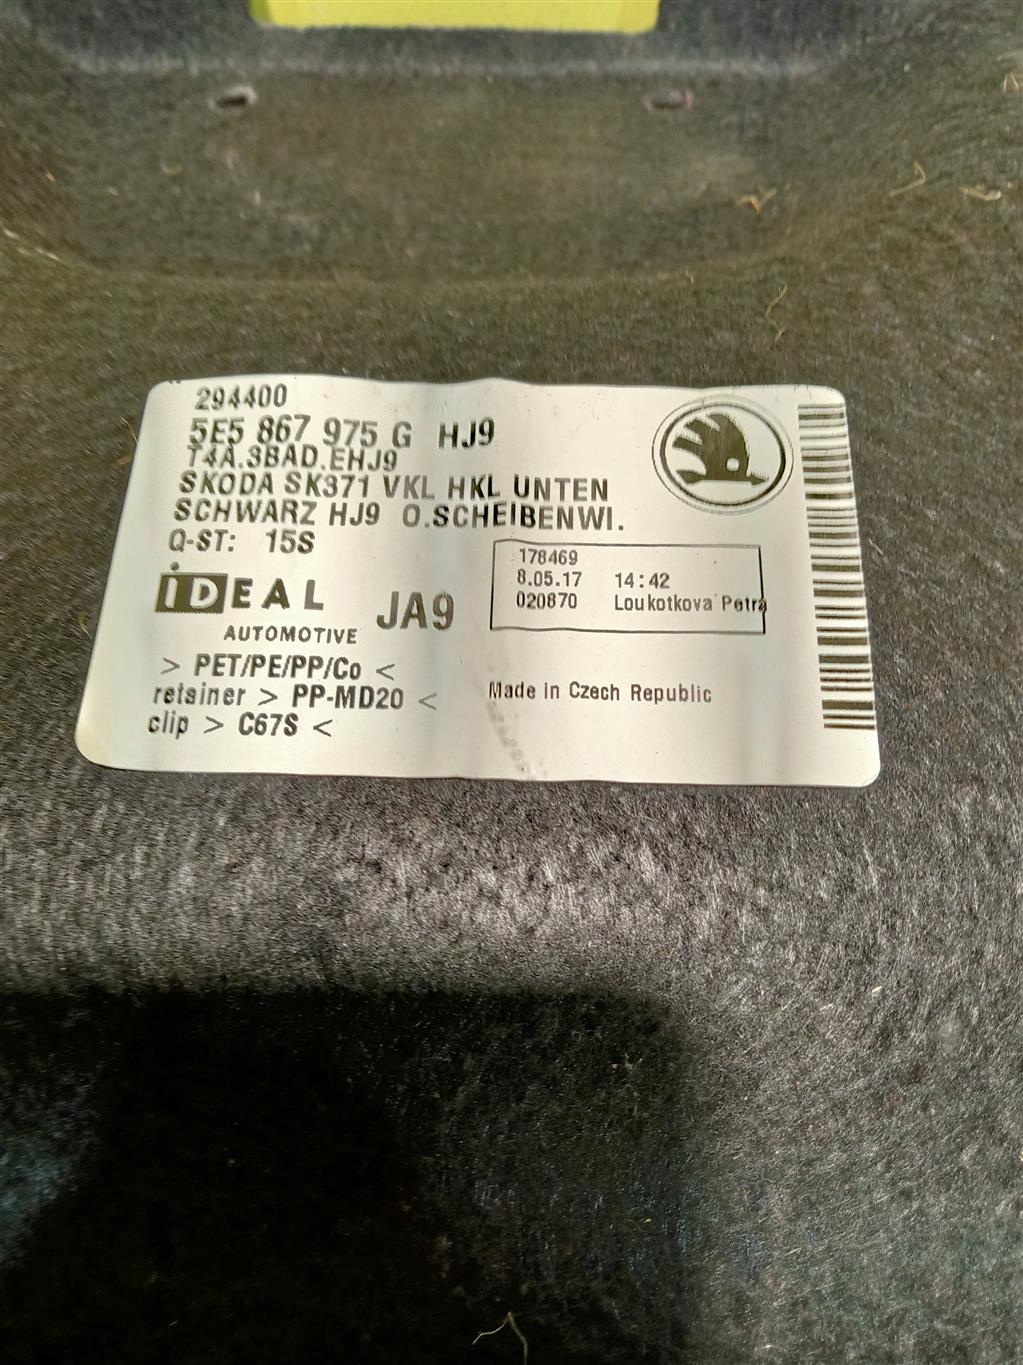 294400
5E5 867 975 G HJ9
T4A.3BAD.EHJ9
SKODA SK371 VKL HKL UNTEN
SCHWARZ HJ9 O.SCHEIBENWI.
Q-ST: 15S
178469
8.05.17 14:42
020870 Loukotkova Petra
iDEAL JA9
AUTOMOTIVE
> PET/PE/PP/Co <
retainer > PP-MD20 <
clip > C67S <
Made in Czech Republic